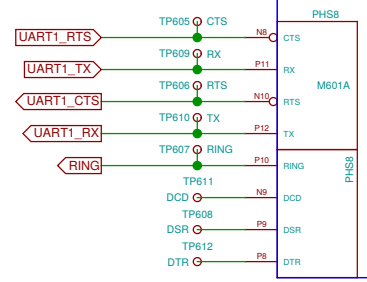 PHS8
TP605 CTS
UART1_RTS N8 CTS
TP609 RX
UART1_TX P11 RX
TP606 RTS M601A
UART1_CTS N10 RTS
TP610 TX
UART1_RX P12 TX
TP607 RING
RING P10 RING PHS8
TP611
DCD N9 DCD
TP608
DSR P9 DSR
TP612
DTR P8 DTR